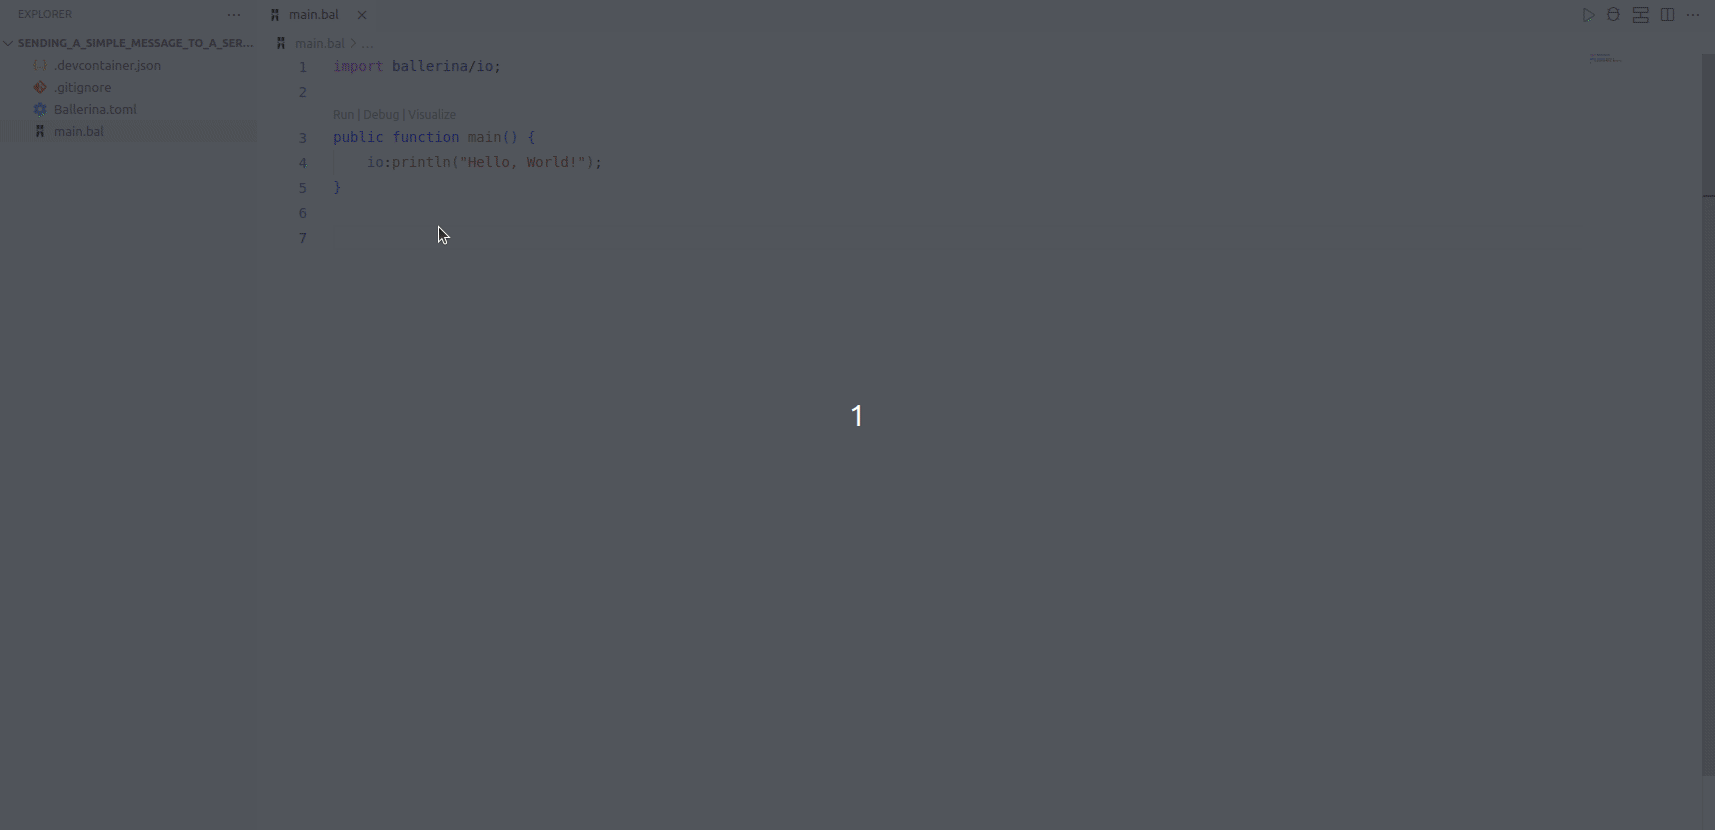 EXPLORER
SENDING_A_SIMPLE_MESSAGE_TO_A_SER...
.devcontainer.json
.gitignore
Ballerina.toml
main.bal
main.bal
main.bal > ...
1 import ballerina/io;
2
Run | Debug | Visualize
3 public function main() {
4 io:println("Hello, World!");
5 }
6
7
1